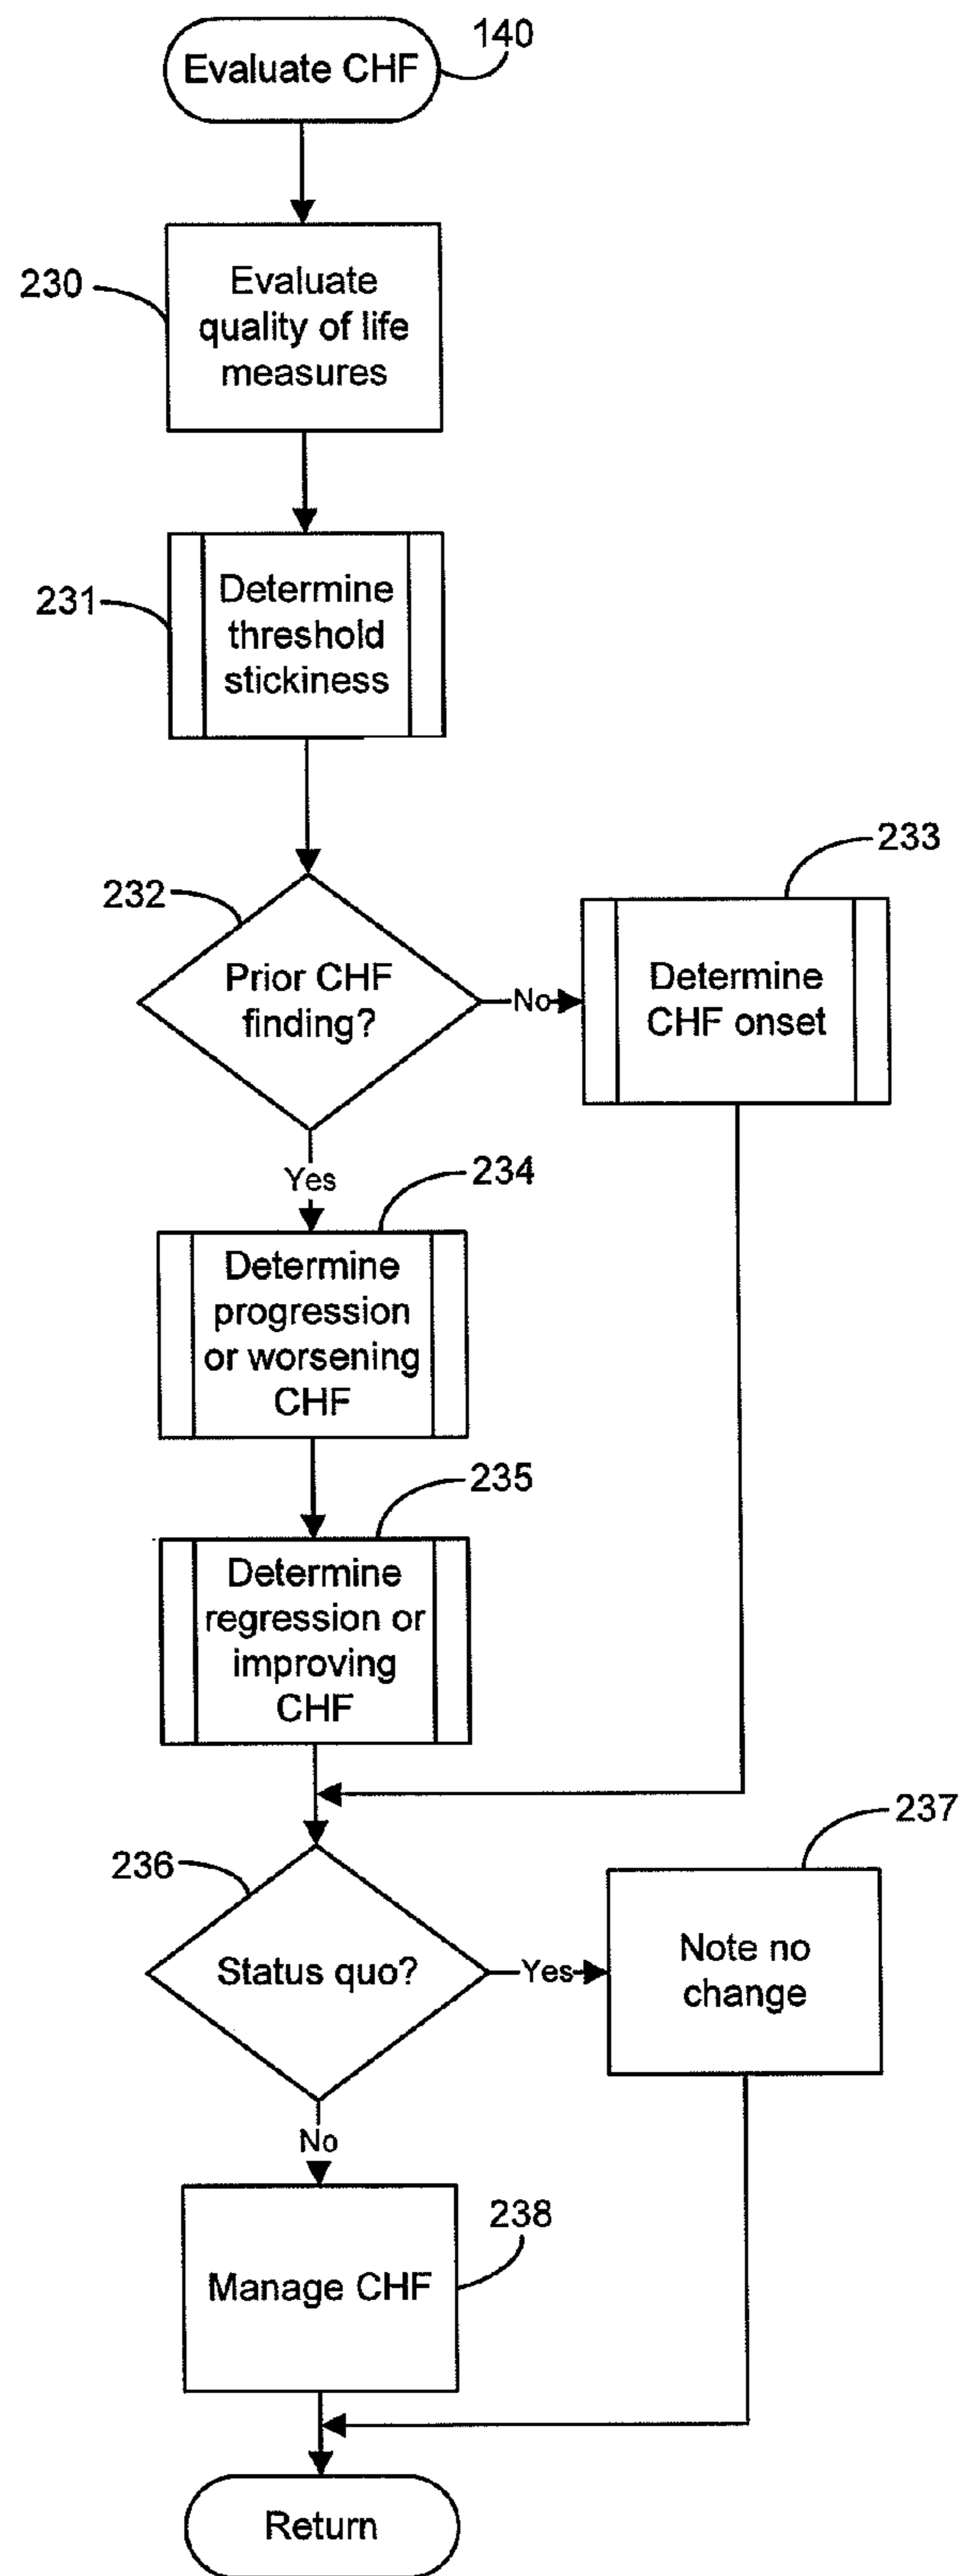 140
Evaluate CHF
230
Evaluate
quality of life
measures
231
Determine
threshold
stickiness
232
Prior CHF
finding?
No
233
Determine
CHF onset
Yes
234
Determine
progression
or worsening
CHF
235
Determine
regression or
improving
CHF
236
Status quo?
Yes
237
Note no
change
No
238
Manage CHF
Return